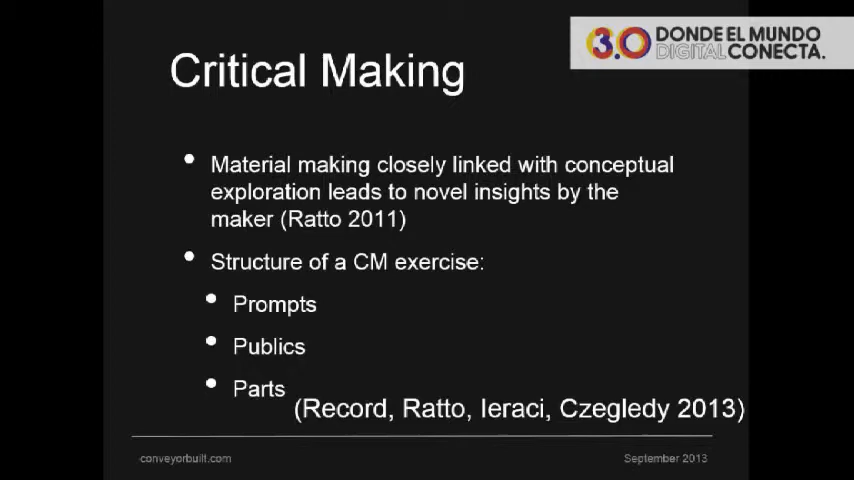 3.0 DONDE EL MUNDO
DIGITAL CONECTA.
Critical Making
• Material making closely linked with conceptual
exploration leads to novel insights by the
maker (Ratto 2011)
• Structure of a CM exercise:
• Prompts
• Publics
• Parts
(Record, Ratto, Ieraci, Czegledy 2013)
conveyorbuilt.com September 2013